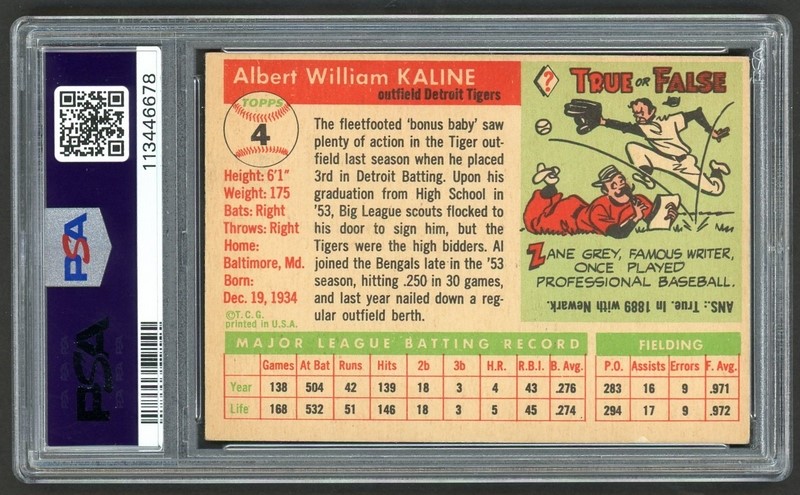 113446678
PSA
PSA
Albert William KALINE
outfield Detroit Tigers
TOPPS
4
Height: 6'1"
Weight: 175
Bats: Right
Throws: Right
Home:
Baltimore, Md.
Born:
Dec. 19, 1934
©T.C.G.
printed in U.S.A.
The fleetfooted 'bonus baby' saw
plenty of action in the Tiger out-
field last season when he placed
3rd in Detroit Batting. Upon his
graduation from High School in
'53, Big League scouts flocked to
his door to sign him, but the
Tigers were the high bidders. Al
joined the Bengals late in the '53
season, hitting .250 in 30 games,
and last year nailed down a reg-
ular outfield berth.
? TRUE OR FALSE
ZANE GREY, FAMOUS WRITER,
ONCE PLAYED
PROFESSIONAL BASEBALL.
ANS.: True. In 1889 with Newark.
MAJOR LEAGUE BATTING RECORD FIELDING
Games At Bat Runs Hits 2b 3b H.R. R.B.I. B. Avg. P.O. Assists Errors F. Avg.
Year 138 504 42 139 18 3 4 43 .276 283 16 9 .971
Life 168 532 51 146 18 3 5 45 .274 294 17 9 .972